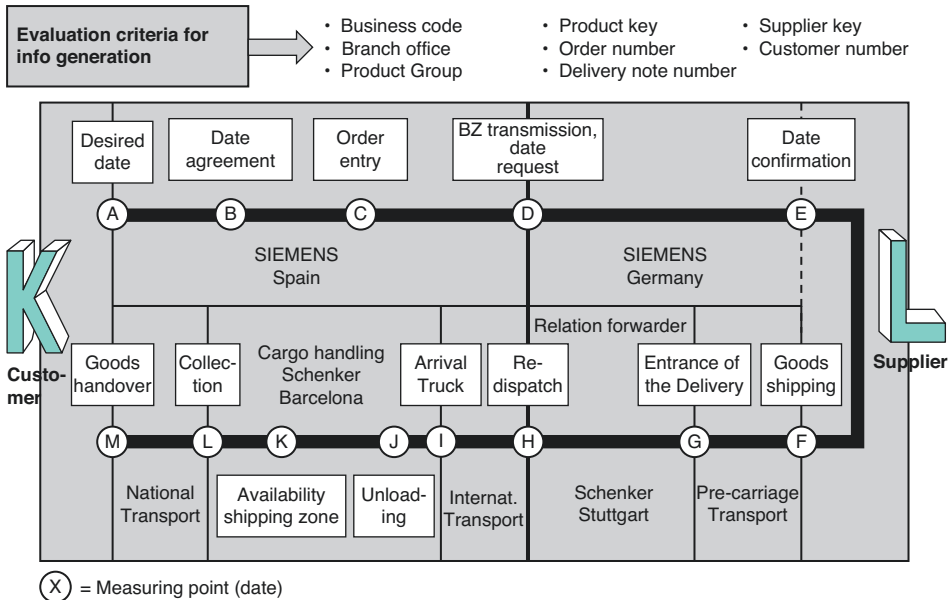 Evaluation criteria for
info generation
• Business code
• Branch office
• Product Group
• Product key
• Order number
• Delivery note number
• Supplier key
• Customer number
Desired
date
Date
agreement
Order
entry
BZ transmission,
date
request
Date
confirmation
A
B
C
D
E
SIEMENS
Spain
SIEMENS
Germany
K
Custo-
mer
L
Supplier
Relation forwarder
Goods
handover
Collec-
tion
Cargo handling
Schenker
Barcelona
Arrival
Truck
Re-
dispatch
Entrance of
the Delivery
Goods
shipping
M
L
K
J
I
H
G
F
National
Transport
Availability
shipping zone
Unload-
ing
Internat.
Transport
Schenker
Stuttgart
Pre-carriage
Transport
X = Measuring point (date)